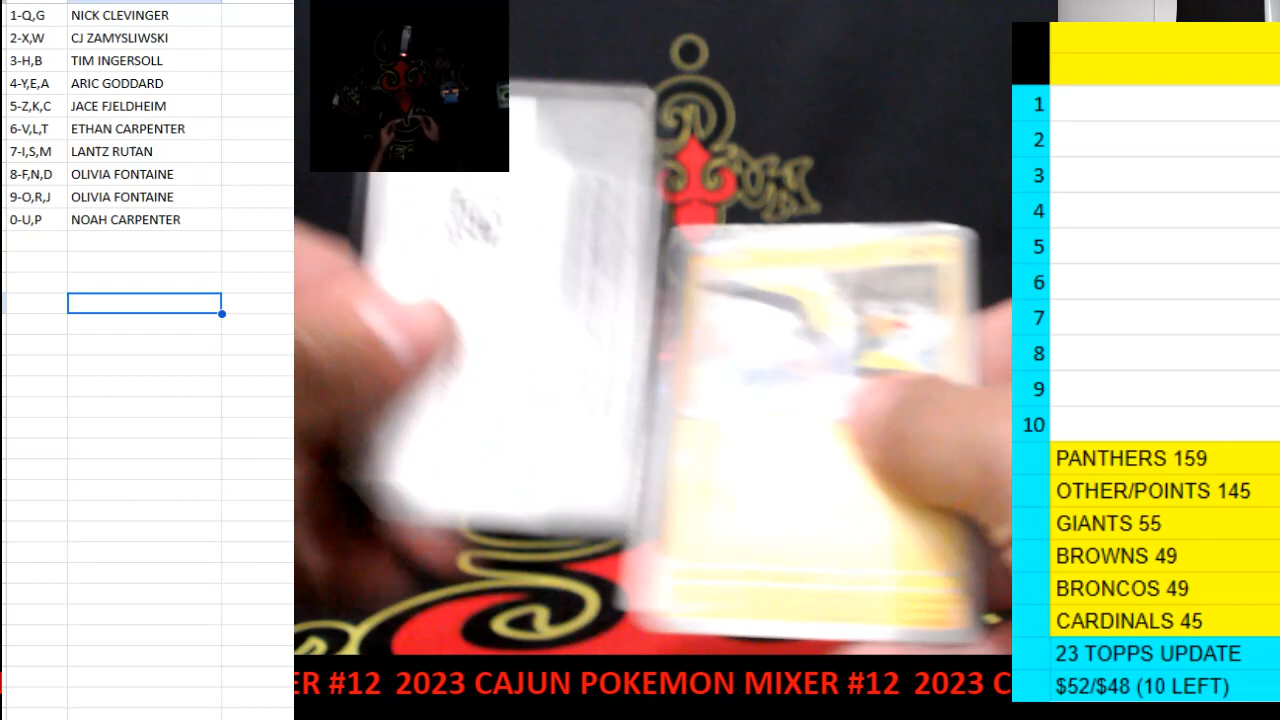 1-Q,G NICK CLEVINGER
2-X,W CJ ZAMYSLIWSKI
3-H,B TIM INGERSOLL
4-Y,E,A ARIC GODDARD
5-Z,K,C JACE FJELDHEIM
6-V,L,T ETHAN CARPENTER
7-I,S,M LANTZ RUTAN
8-F,N,D OLIVIA FONTAINE
9-O,R,J OLIVIA FONTAINE
0-U,P NOAH CARPENTER
1
2
3
4
5
6
7
8
9
10
PANTHERS 159
OTHER/POINTS 145
GIANTS 55
BROWNS 49
BRONCOS 49
CARDINALS 45
23 TOPPS UPDATE
$52/$48 (10 LEFT)
ER #12 2023 CAJUN POKEMON MIXER #12 2023 C